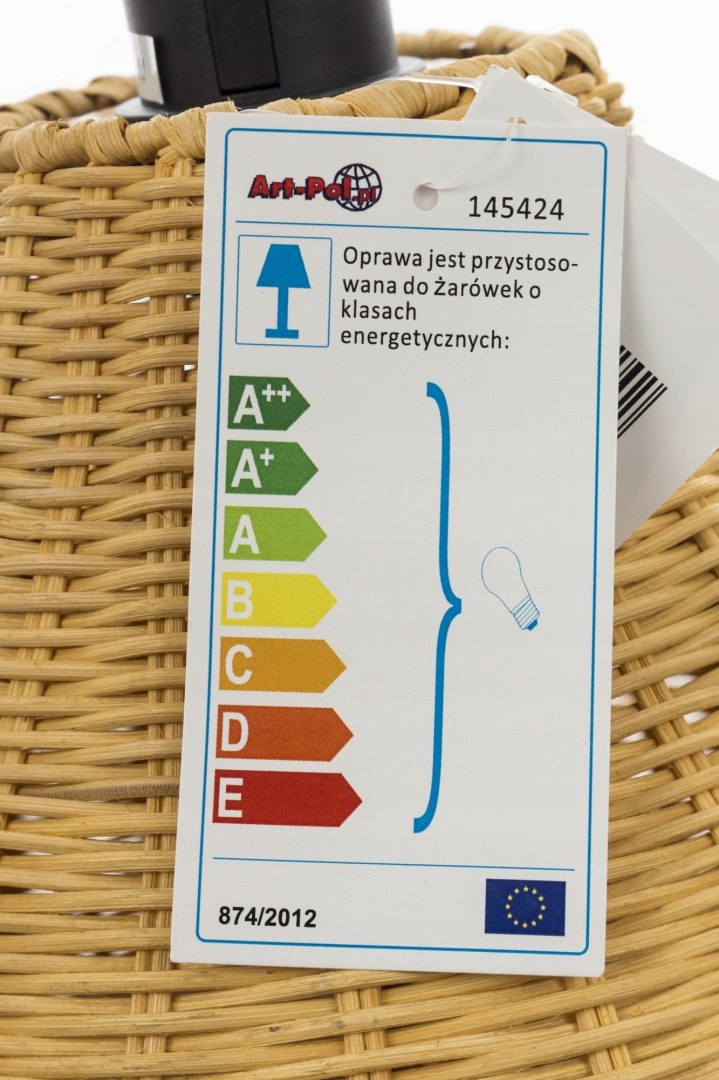 Art-Pol.pl
145424
Oprawa jest przystoso-
wana do żarówek o
klasach
energetycznych:
A++
A+
A
B
C
D
E
874/2012